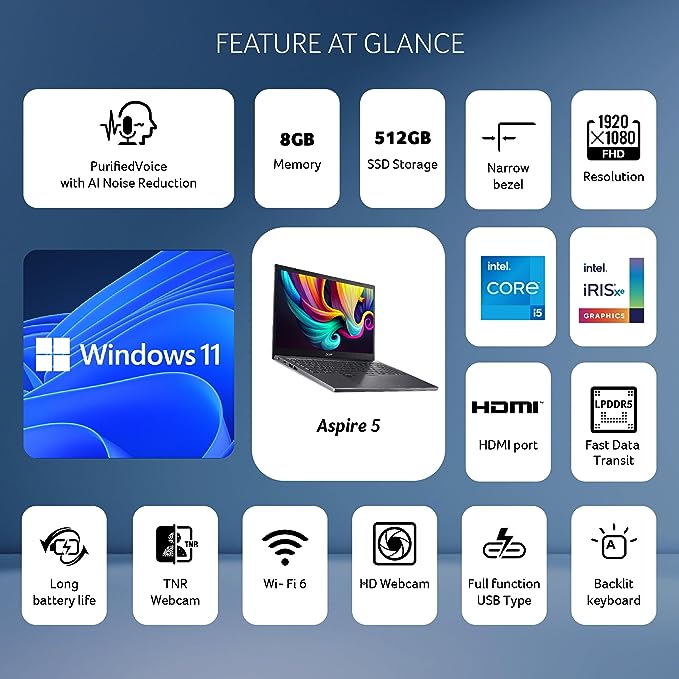 FEATURE AT GLANCE
PurifiedVoice
with AI Noise Reduction
8GB
Memory
512GB
SSD Storage
Narrow
bezel
1920
X1080
FHD
Resolution
Windows 11
acer
Aspire 5
intel.
CORE
i5
intel.
iRISxe
GRAPHICS
HDMI™
HDMI port
LPDDR5
Fast Data
Transit
Long
battery life
TNR
TNR
Webcam
Wi- Fi 6
HD Webcam
Full function
USB Type
A
Backlit
keyboard